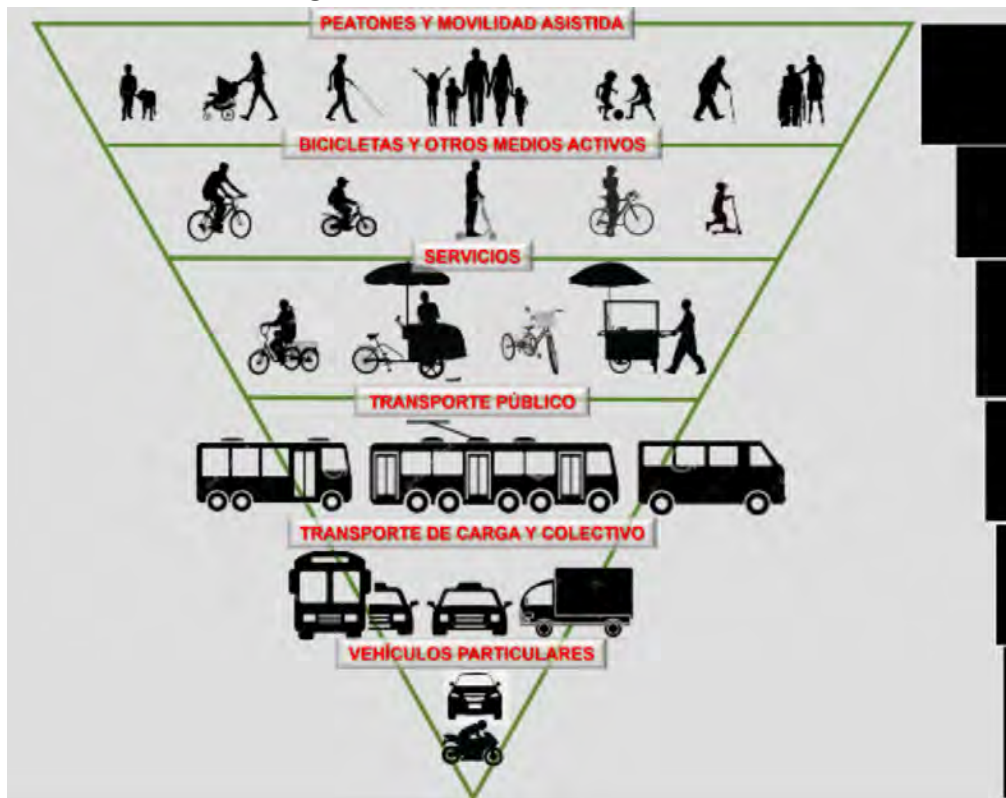 PEATONES Y MOVILIDAD ASISTIDA
BICICLETAS Y OTROS MEDIOS ACTIVOS
SERVICIOS
TRANSPORTE PÚBLICO
TRANSPORTE DE CARGA Y COLECTIVO
VEHÍCULOS PARTICULARES